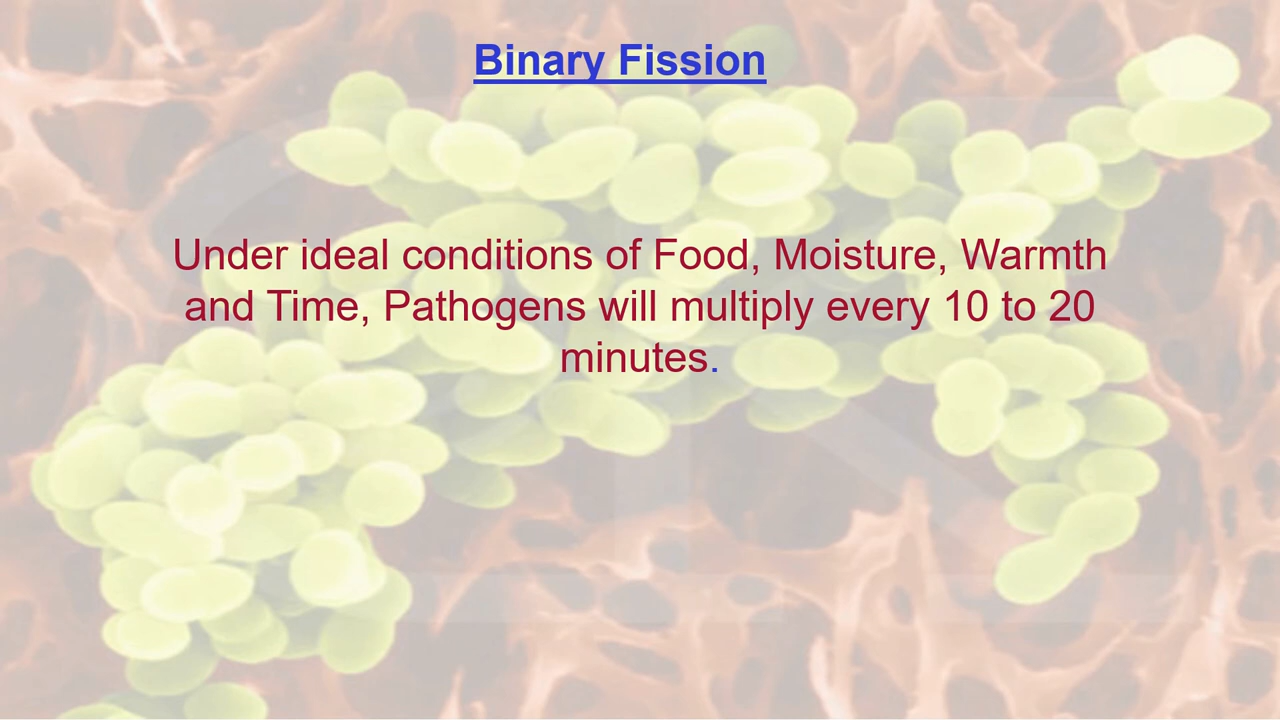 Binary Fission
Under ideal conditions of Food, Moisture, Warmth
and Time, Pathogens will multiply every 10 to 20
minutes.